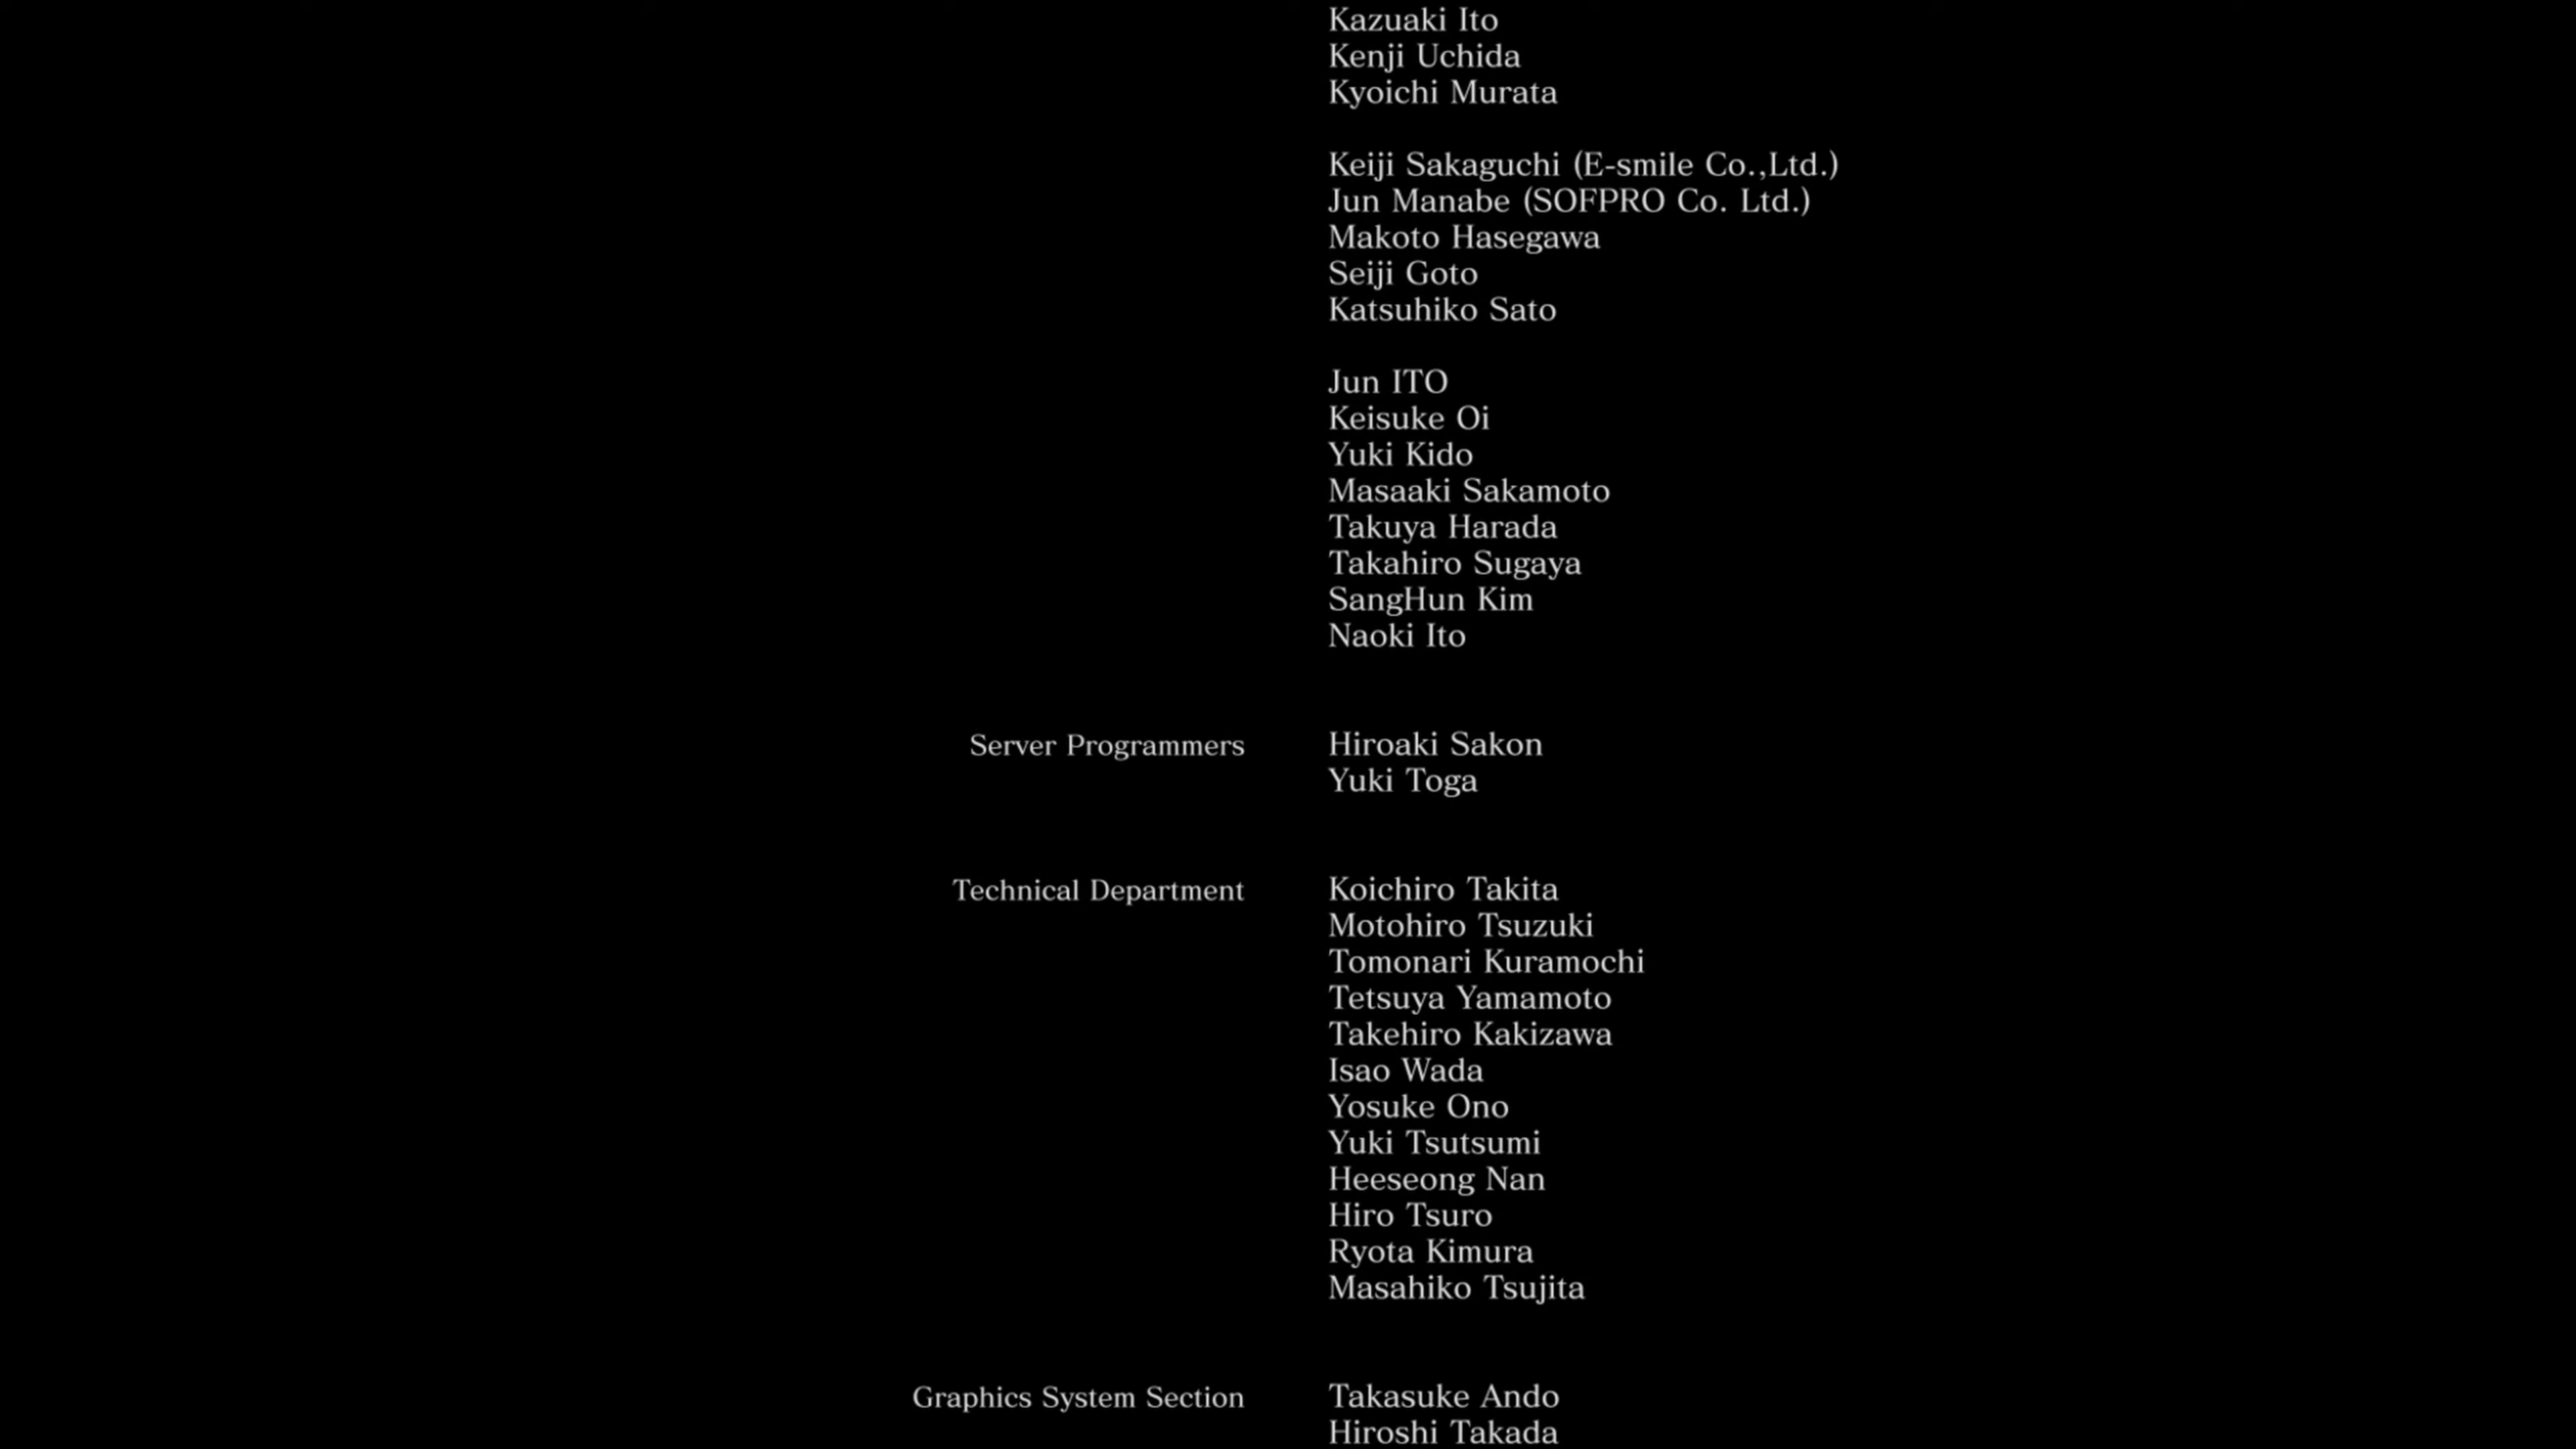 Kazuaki Ito
Kenji Uchida
Kyoichi Murata
Keiji Sakaguchi (E-smile Co.,Ltd.)
Jun Manabe (SOFPRO Co. Ltd.)
Makoto Hasegawa
Seiji Goto
Katsuhiko Sato
Jun ITO
Keisuke Oi
Yuki Kido
Masaaki Sakamoto
Takuya Harada
Takahiro Sugaya
SangHun Kim
Naoki Ito
Server Programmers Hiroaki Sakon
Yuki Toga
Technical Department Koichiro Takita
Motohiro Tsuzuki
Tomonari Kuramochi
Tetsuya Yamamoto
Takehiro Kakizawa
Isao Wada
Yosuke Ono
Yuki Tsutsumi
Heeseong Nan
Hiro Tsuro
Ryota Kimura
Masahiko Tsujita
Graphics System Section Takasuke Ando
Hiroshi Takada